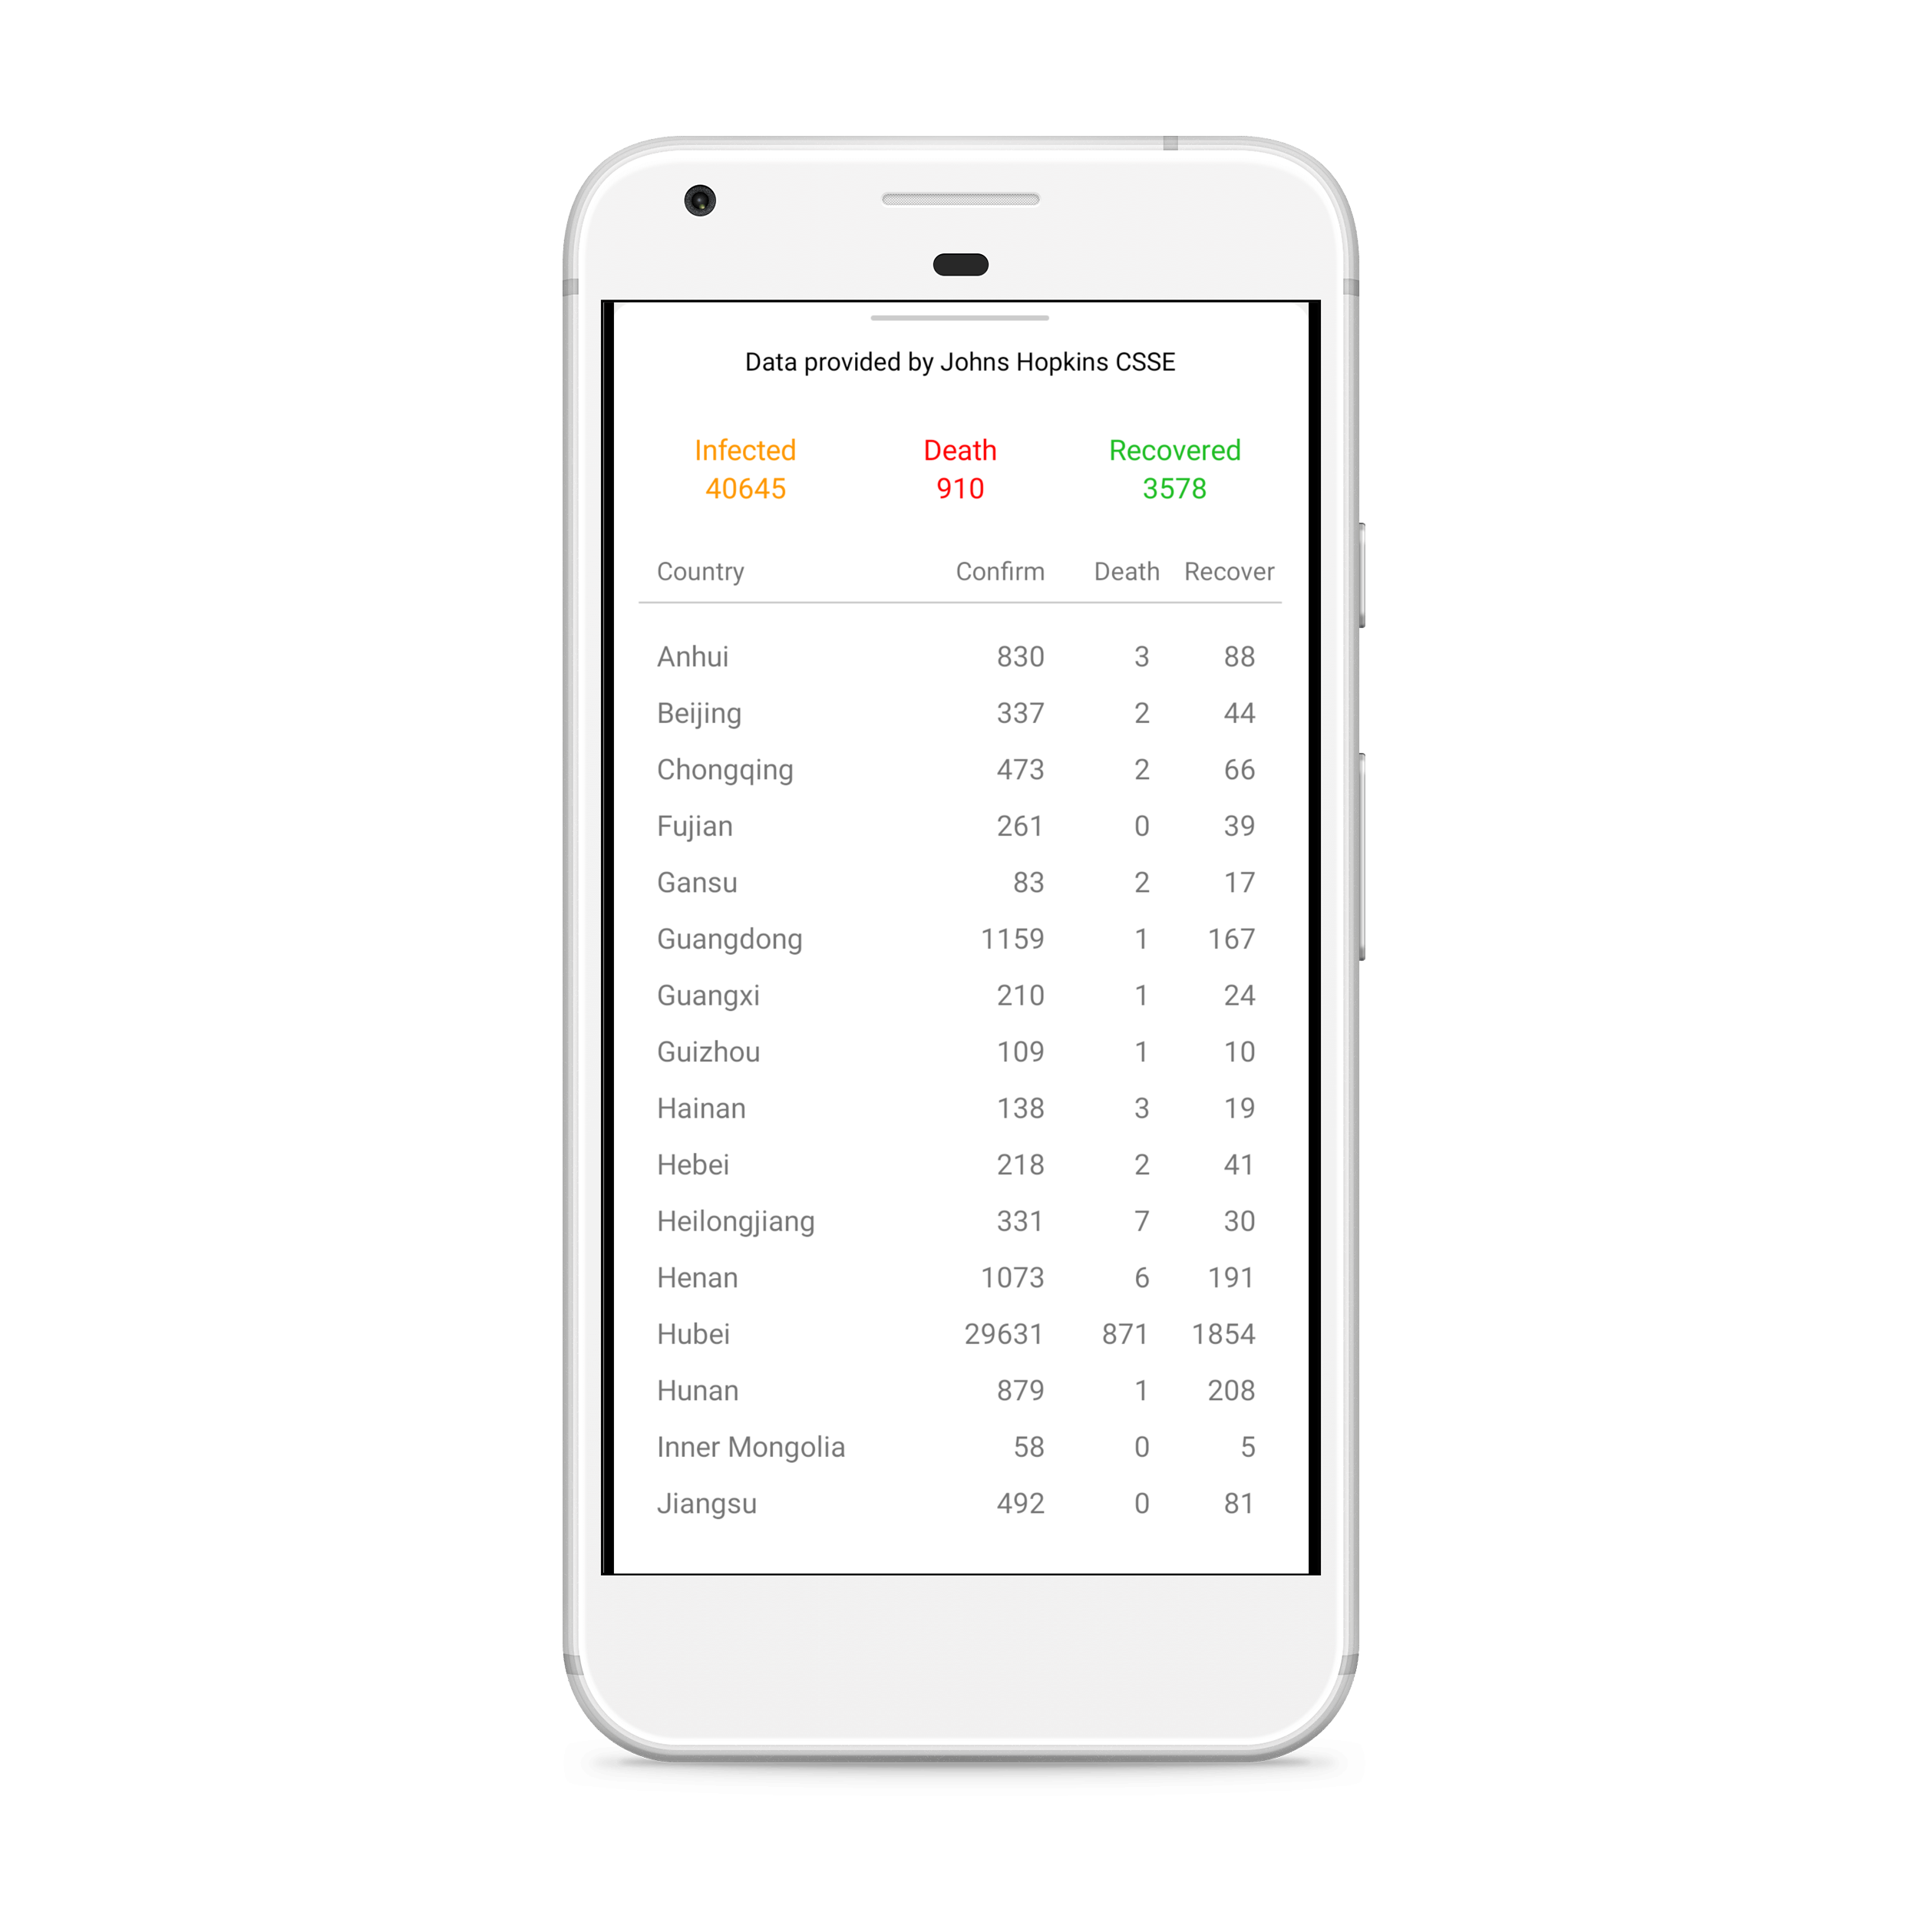 Data provided by Johns Hopkins CSSE
Infected Death Recovered
40645 910 3578
Country Confirm Death Recover
Anhui 830 3 88
Beijing 337 2 44
Chongqing 473 2 66
Fujian 261 0 39
Gansu 83 2 17
Guangdong 1159 1 167
Guangxi 210 1 24
Guizhou 109 1 10
Hainan 138 3 19
Hebei 218 2 41
Heilongjiang 331 7 30
Henan 1073 6 191
Hubei 29631 871 1854
Hunan 879 1 208
Inner Mongolia 58 0 5
Jiangsu 492 0 81